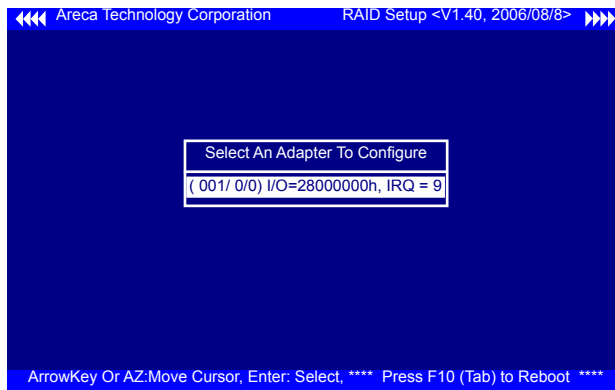 Areca Technology Corporation RAID Setup <V1.40, 2006/08/8>
Select An Adapter To Configure
( 001/ 0/0) I/O=28000000h, IRQ = 9
ArrowKey Or AZ:Move Cursor, Enter: Select, **** Press F10 (Tab) to Reboot ****